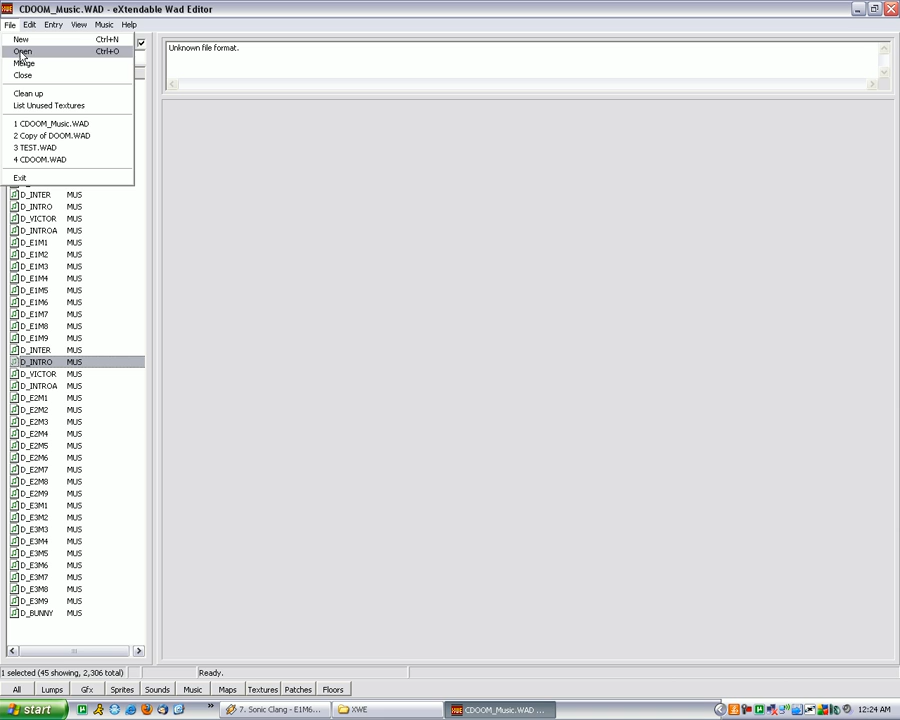 CDOOM_Music.WAD - eXtendable Wad Editor
File Edit Entry View Music Help
New Ctrl+N
Open Ctrl+O
Merge
Close
Clean up
List Unused Textures
1 CDOOM_Music.WAD
2 Copy of DOOM.WAD
3 TEST.WAD
4 CDOOM.WAD
Exit
Unknown file format.
D_INTER MUS
D_INTRO MUS
D_VICTOR MUS
D_INTROA MUS
D_E1M1 MUS
D_E1M2 MUS
D_E1M3 MUS
D_E1M4 MUS
D_E1M5 MUS
D_E1M6 MUS
D_E1M7 MUS
D_E1M8 MUS
D_E1M9 MUS
D_INTER MUS
D_INTRO MUS
D_VICTOR MUS
D_INTROA MUS
D_E2M1 MUS
D_E2M2 MUS
D_E2M3 MUS
D_E2M4 MUS
D_E2M5 MUS
D_E2M6 MUS
D_E2M7 MUS
D_E2M8 MUS
D_E2M9 MUS
D_E3M1 MUS
D_E3M2 MUS
D_E3M3 MUS
D_E3M4 MUS
D_E3M5 MUS
D_E3M6 MUS
D_E3M7 MUS
D_E3M8 MUS
D_E3M9 MUS
D_BUNNY MUS
1 selected (45 showing, 2,306 total) Ready.
All Lumps Gfx Sprites Sounds Music Maps Textures Patches Floors
start » 7. Sonic Clang - E1M6... XWE CDOOM_Music.WAD ... 12:24 AM